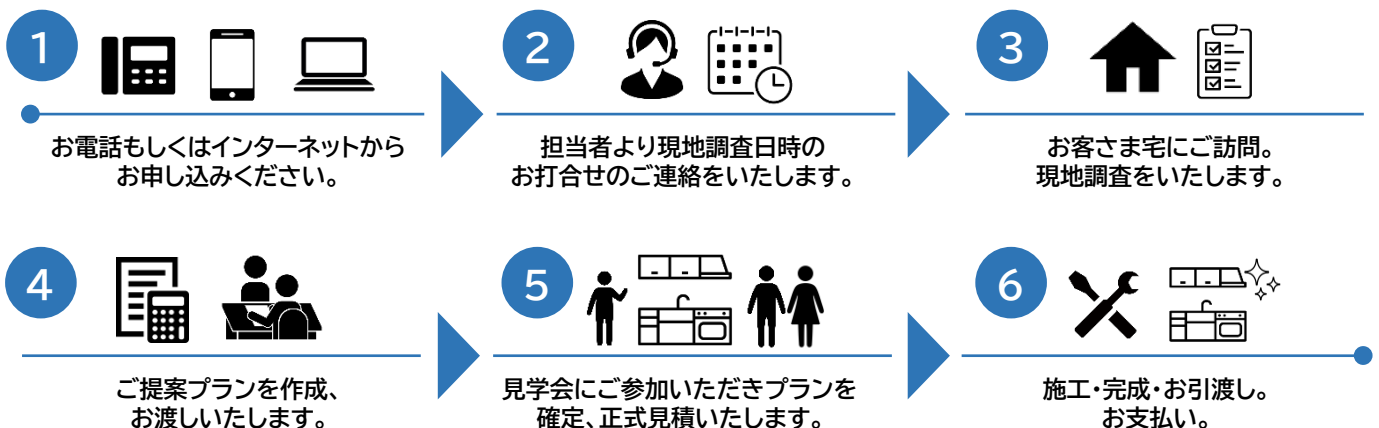 1
お電話もしくはインターネットから
お申し込みください。
2
担当者より現地調査日時の
お打合せのご連絡をいたします。
3
お客さま宅にご訪問。
現地調査をいたします。
4
ご提案プランを作成、
お渡しいたします。
5
見学会にご参加いただきプランを
確定、正式見積いたします。
6
施工・完成・お引渡し。
お支払い。